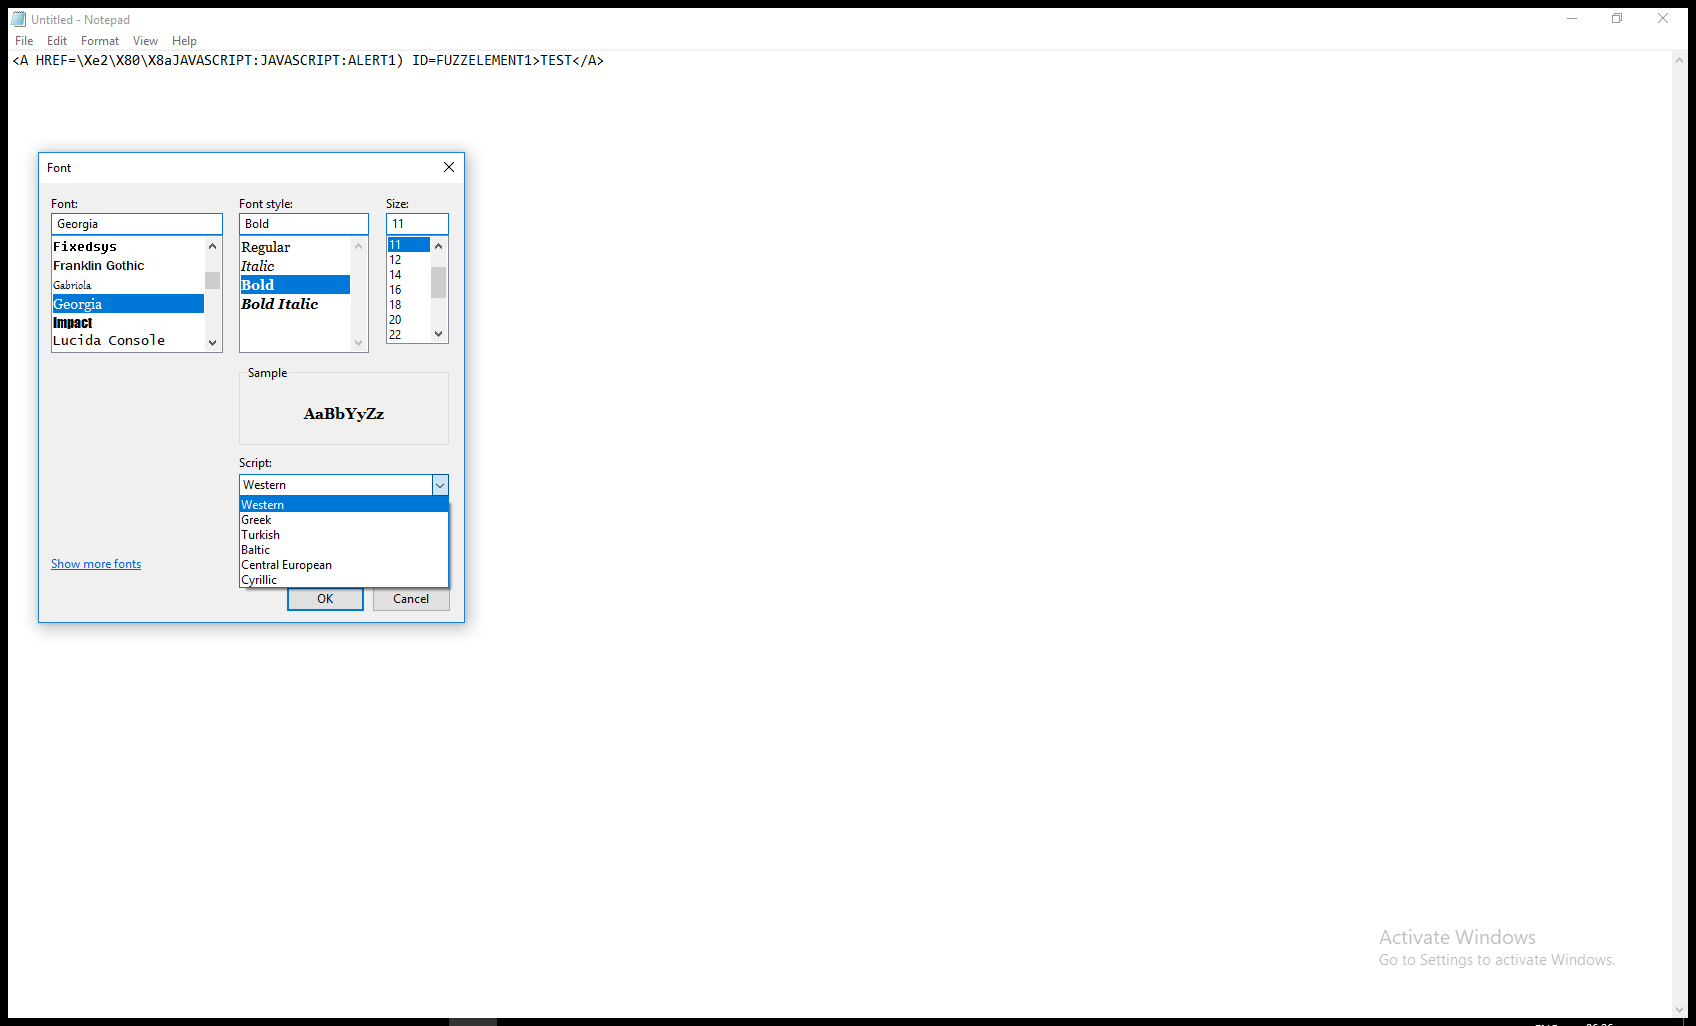 Untitled - Notepad
File Edit Format View Help
<A HREF=\Xe2\X80\X8aJAVASCRIPT:JAVASCRIPT:ALERT1) ID=FUZZELEMENT1>TEST</A>
Font
Font: Font style: Size:
Georgia Bold 11
Fixedsys
Franklin Gothic
Gabriola
Georgia
Impact
Lucida Console
Regular
Italic
Bold
Bold Italic
11
12
14
16
18
20
22
Sample
AaBbYyZz
Script:
Western
Western
Greek
Turkish
Baltic
Central European
Cyrillic
Show more fonts
OK Cancel
Activate Windows
Go to Settings to activate Windows.